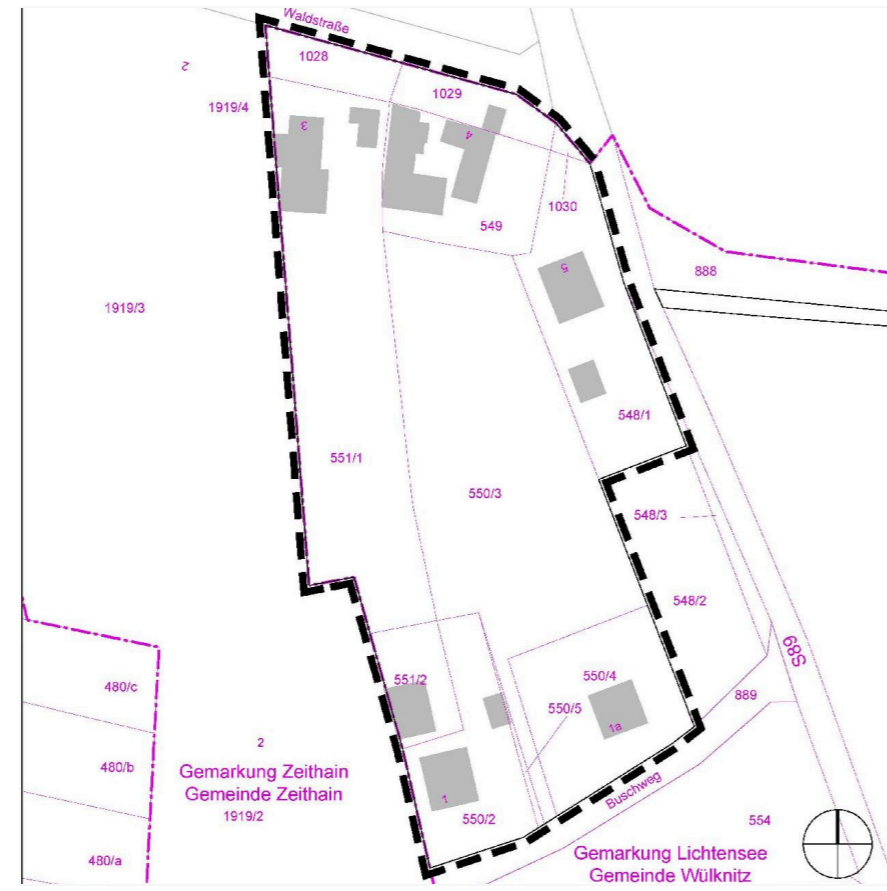 Waldstraße
1028
2
1919/4
1029
3
4
1030
549
888
5
1919/3
548/1
551/1
550/3
548/3
548/2
S89
551/2
550/4
480/c
889
550/5
1a
2
480/b
Gemarkung Zeithain
Gemeinde Zeithain
1919/2
1
Buschweg
550/2
554
480/a
Gemarkung Lichtensee
Gemeinde Wülknitz